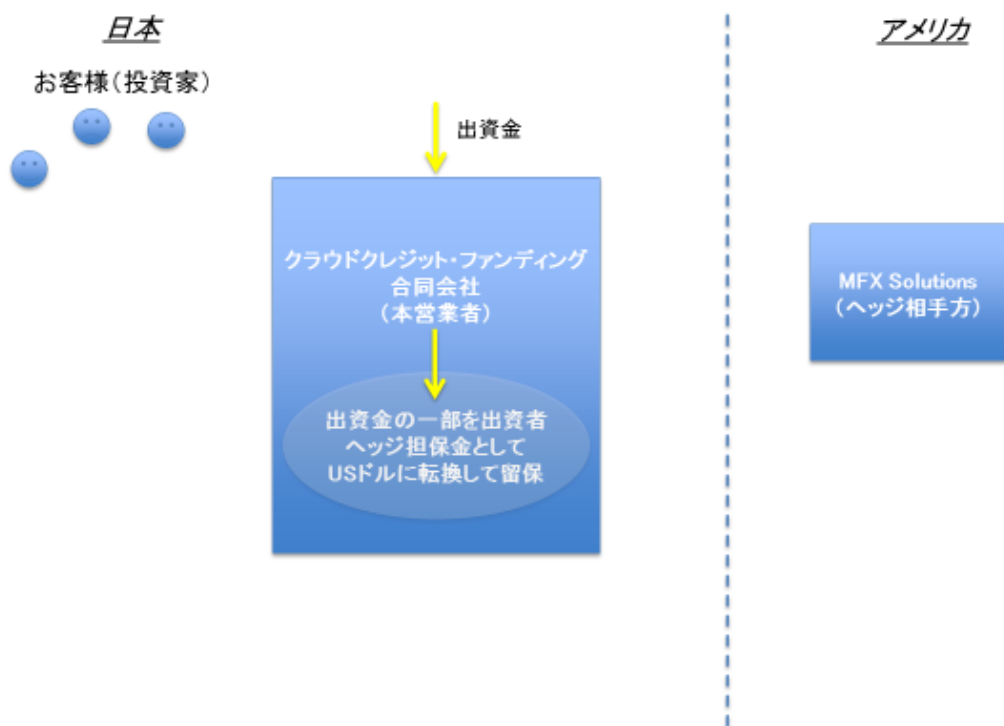 日本
アメリカ
お客様（投資家）
出資金
クラウドクレジット・ファンディング
合同会社
（本営業者）
MFX Solutions
（ヘッジ相手方）
出資金の一部を出資者
ヘッジ担保金として
USドルに転換して留保